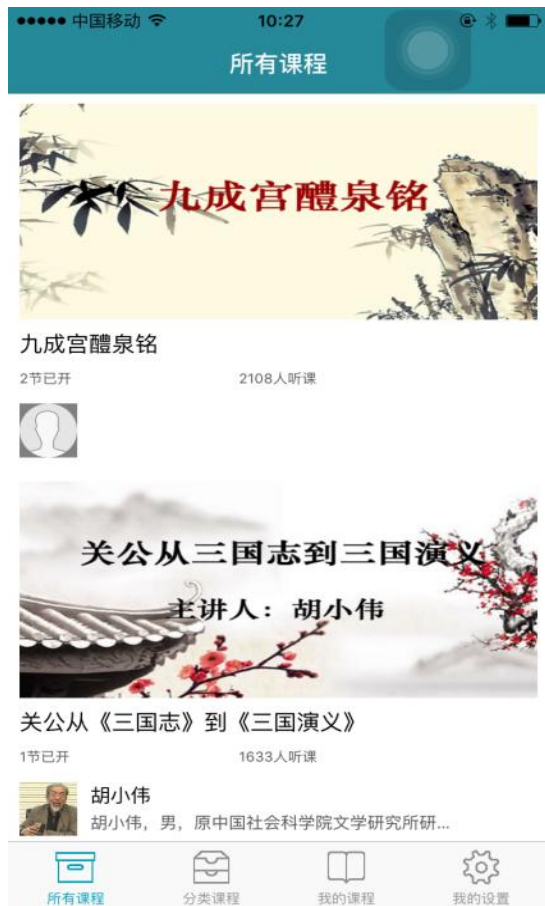 中国移动 10:27
所有课程
九成宫醴泉铭
九成宫醴泉铭
2节已开 2108人听课
关公从三国志到三国演义
主讲人：胡小伟
关公从《三国志》到《三国演义》
1节已开 1633人听课
胡小伟
胡小伟，男，原中国社会科学院文学研究所研...
所有课程 分类课程 我的课程 我的设置